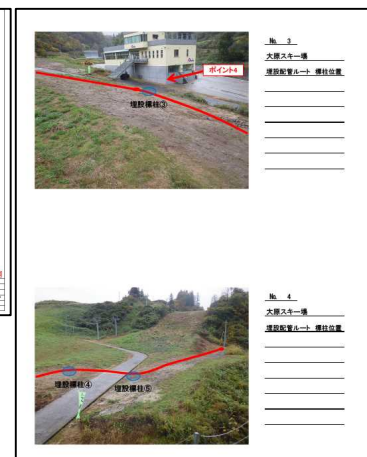 ポイント4
埋設標柱③
No. 3
大原スキー場
埋設配管ルート 標柱位置
埋設標柱④
埋設標柱⑤
No. 4
大原スキー場
埋設配管ルート 標柱位置